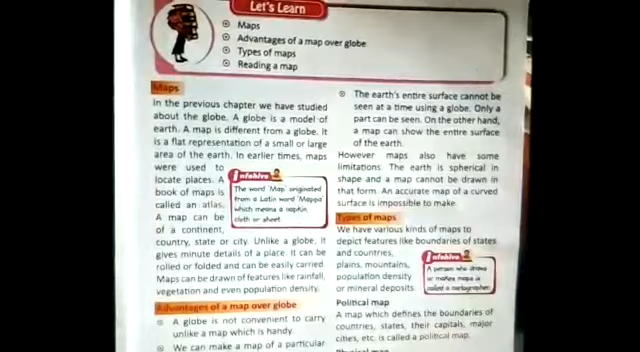 Let's Learn
Maps
Advantages of a map over globe
Types of maps
Reading a map
Maps
In the previous chapter we have studied
about the globe. A globe is a model of
earth. A map is different from a globe. It
is a flat representation of a small or large
area of the earth. In earlier times, maps
were used to
locate places. A
book of maps is
called an atlas.
A map can be
of a continent,
country, state or city. Unlike a globe, it
gives minute details of a place. It can be
rolled or folded and can be easily carried.
Maps can be drawn of features like rainfall,
vegetation and even population density.
infohive
The word 'Map' originated
from a Latin word 'Mappa'
which means a napkin,
cloth or sheet
Advantages of a map over globe
A globe is not convenient to carry
unlike a map which is handy.
We can make a map of a particular
The earth's entire surface cannot be
seen at a time using a globe. Only a
part can be seen. On the other hand,
a map can show the entire surface
of the earth.
However maps also have some
limitations. The earth is spherical in
shape and a map cannot be drawn in
that form. An accurate map of a curved
surface is impossible to make.
Types of maps
We have various kinds of maps to
depict features like boundaries of states
and countries,
plains, mountains,
population density
or mineral deposits.
infohive
A person who draws
or makes maps is
called a cartographer.
Political map
A map which defines the boundaries of
countries, states, their capitals, major
cities, etc. is called a political map.